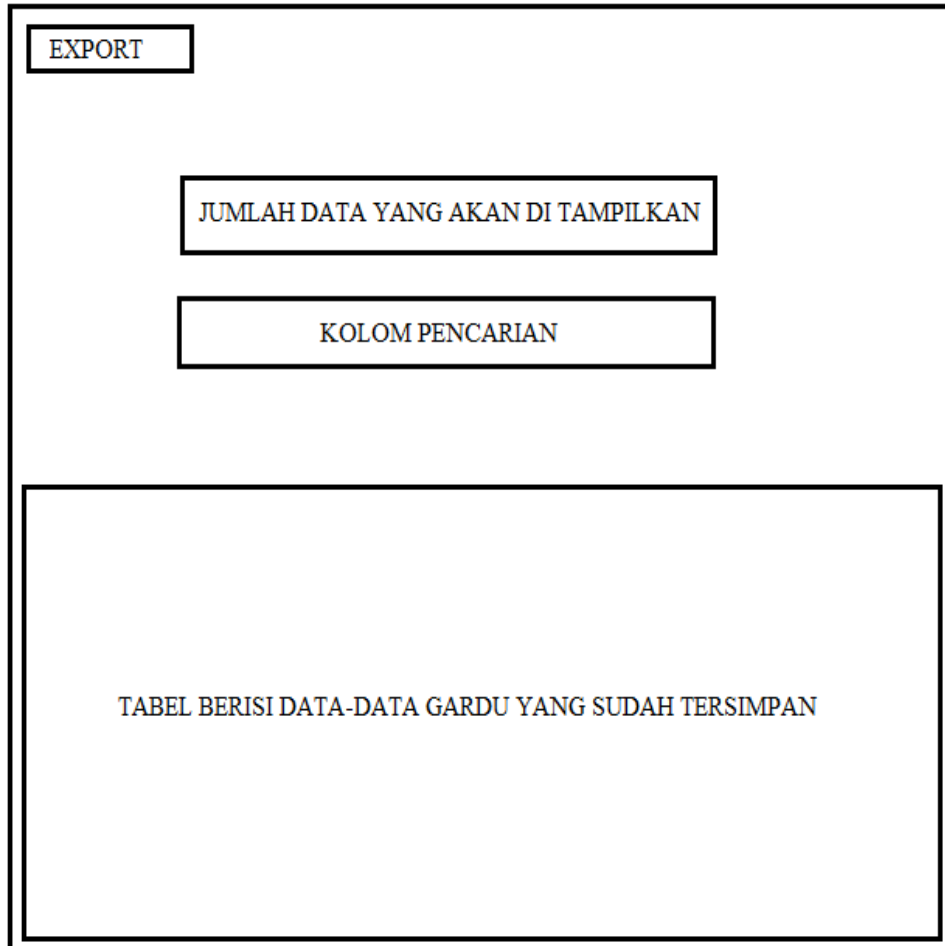 EXPORT
JUMLAH DATA YANG AKAN DI TAMPILKAN
KOLOM PENCARIAN
TABEL BERISI DATA-DATA GARDU YANG SUDAH TERSIMPAN